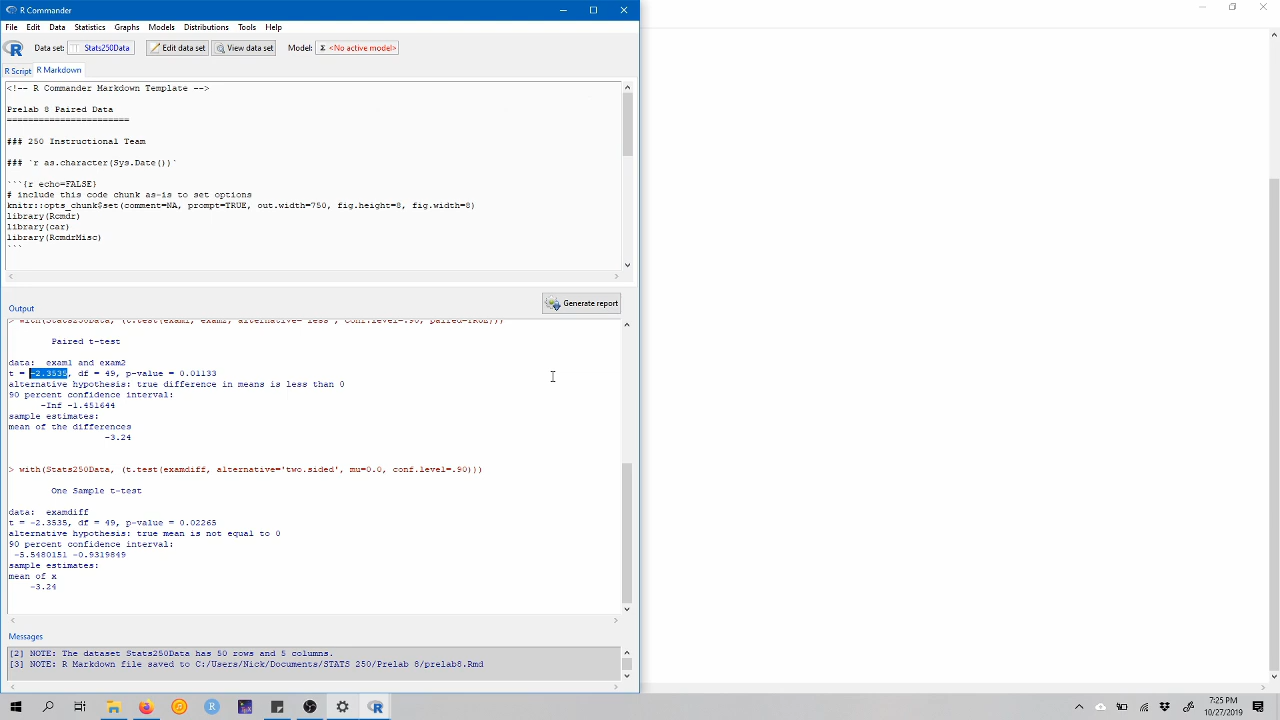 R Commander
File Edit Data Statistics Graphs Models Distributions Tools Help
Data set: Stats250Data Edit data set View data set Model: Σ <No active model>
R Script R Markdown
<!-- R Commander Markdown Template -->
Prelab 8 Paired Data
=======================
### 250 Instructional Team
### `r as.character(Sys.Date())`
```{r echo=FALSE}
# include this code chunk as-is to set options
knitr::opts_chunk$set(comment=NA, prompt=TRUE, out.width=750, fig.height=8, fig.width=8)
library(Rcmdr)
library(car)
library(RcmdrMisc)
```
Generate report
Output
> with(Stats250Data, (t.test(exam1, exam2, alternative='less', conf.level=.90, paired=TRUE)))
Paired t-test
data: exam1 and exam2
t = -2.3535, df = 49, p-value = 0.01133
alternative hypothesis: true difference in means is less than 0
90 percent confidence interval:
-Inf -1.451644
sample estimates:
mean of the differences
-3.24
> with(Stats250Data, (t.test(examdiff, alternative='two.sided', mu=0.0, conf.level=.90)))
One Sample t-test
data: examdiff
t = -2.3535, df = 49, p-value = 0.02265
alternative hypothesis: true mean is not equal to 0
90 percent confidence interval:
-5.5480151 -0.9319849
sample estimates:
mean of x
-3.24
Messages
[2] NOTE: The dataset Stats250Data has 50 rows and 5 columns.
[3] NOTE: R Markdown file saved to C:/Users/Nick/Documents/STATS 250/Prelab 8/prelab8.Rmd
7:25 PM
10/27/2019